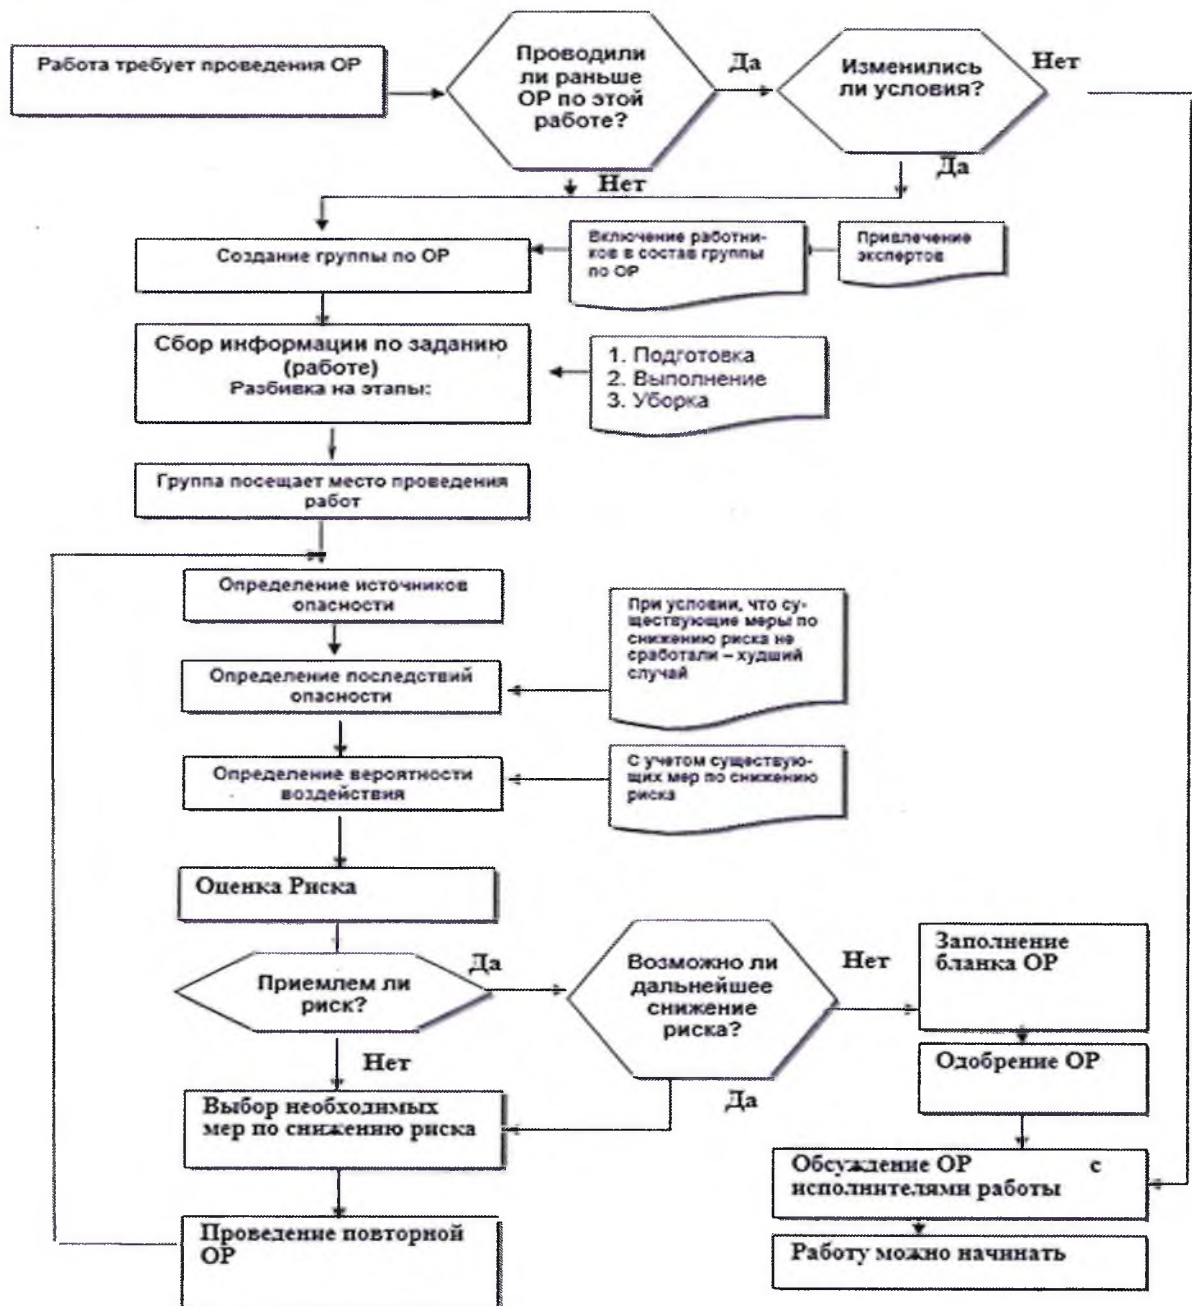 Работа требует проведения ОР
Проводили
ли раньше
ОР по этой
работе?
Да
Изменились
ли условия?
Нет
Да
Нет
Создание группы по ОР
Включение работни-
ков в состав группы
по ОР
Привлечение
экспертов
Сбор информации по заданию
(работе)
Разбивка на этапы:
1. Подготовка
2. Выполнение
3. Уборка
Группа посещает место проведения
работ
Определение источников
опасности
При условии, что су-
ществующие меры по
снижению риска не
сработали – худший
случай
Определение последствий
опасности
Определение вероятности
воздействия
С учетом существую-
щих мер по снижению
риска
Оценка Риска
Приемлем ли
риск?
Да
Возможно ли
дальнейшее
снижение
риска?
Нет
Заполнение
бланка ОР
Одобрение ОР
Нет
Да
Выбор необходимых
мер по снижению риска
Обсуждение ОР с
исполнителями работы
Проведение повторной
ОР
Работу можно начинать